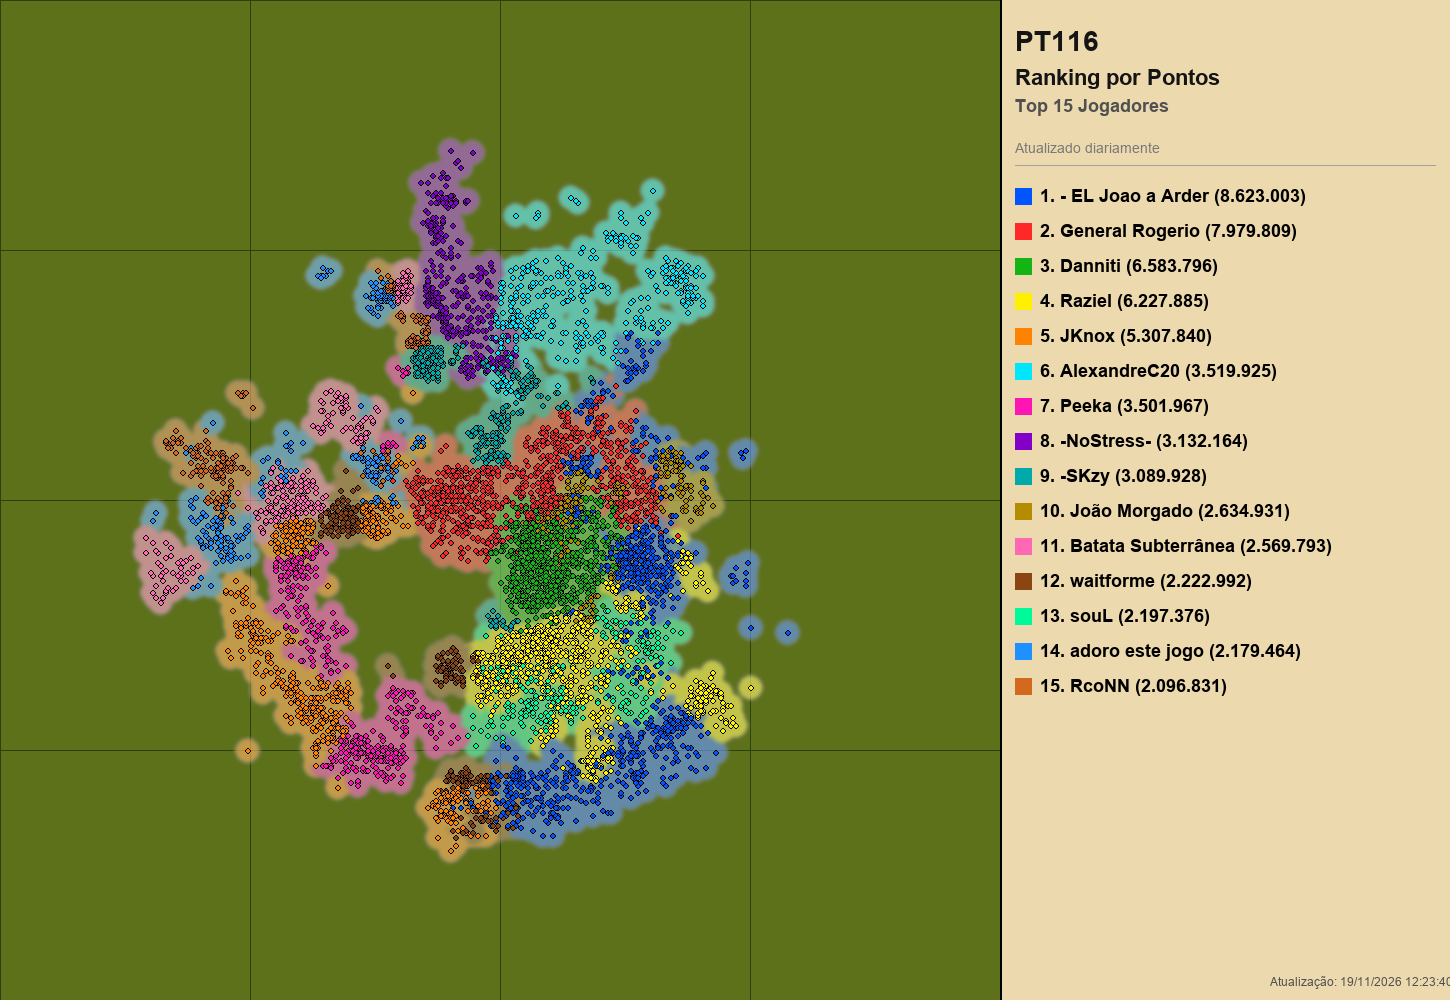 PT116
Ranking por Pontos
Top 15 Jogadores
Atualizado diariamente
1. - EL Joao a Arder (8.623.003)
2. General Rogerio (7.979.809)
3. Danniti (6.583.796)
4. Raziel (6.227.885)
5. JKnox (5.307.840)
6. AlexandreC20 (3.519.925)
7. Peeka (3.501.967)
8. -NoStress- (3.132.164)
9. -SKzy (3.089.928)
10. João Morgado (2.634.931)
11. Batata Subterrânea (2.569.793)
12. waitforme (2.222.992)
13. souL (2.197.376)
14. adoro este jogo (2.179.464)
15. RcoNN (2.096.831)
Atualização: 19/11/2026 12:23:40